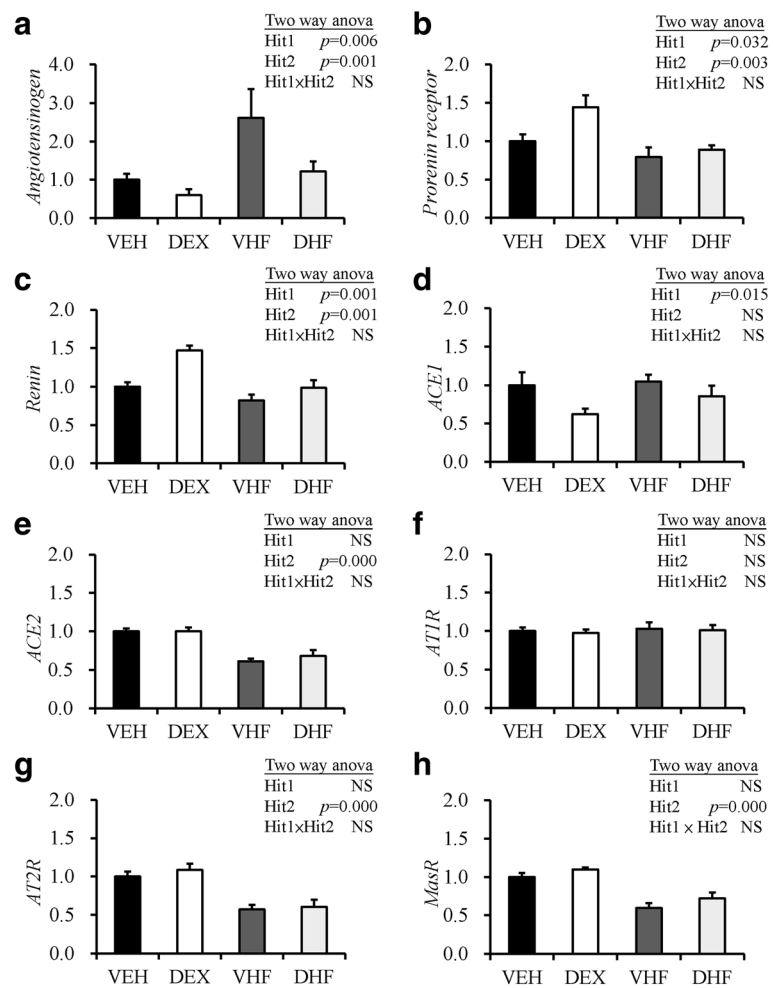 a
Two way anova
Hit1 p=0.006
Hit2 p=0.001
Hit1×Hit2 NS
Angiotensinogen
4.0
3.0
2.0
1.0
0.0
VEH DEX VHF DHF
b
Two way anova
Hit1 p=0.032
Hit2 p=0.003
Hit1×Hit2 NS
Prorenin receptor
2.0
1.5
1.0
0.5
0.0
VEH DEX VHF DHF
c
Two way anova
Hit1 p=0.001
Hit2 p=0.001
Hit1×Hit2 NS
Renin
2.0
1.5
1.0
0.5
0.0
VEH DEX VHF DHF
d
Two way anova
Hit1 p=0.015
Hit2 NS
Hit1×Hit2 NS
ACE1
2.0
1.5
1.0
0.5
0.0
VEH DEX VHF DHF
e
Two way anova
Hit1 NS
Hit2 p=0.000
Hit1×Hit2 NS
ACE2
2.0
1.5
1.0
0.5
0.0
VEH DEX VHF DHF
f
Two way anova
Hit1 NS
Hit2 NS
Hit1×Hit2 NS
AT1R
2.0
1.5
1.0
0.5
0.0
VEH DEX VHF DHF
g
Two way anova
Hit1 NS
Hit2 p=0.000
Hit1×Hit2 NS
AT2R
2.0
1.5
1.0
0.5
0.0
VEH DEX VHF DHF
h
Two way anova
Hit1 NS
Hit2 p=0.000
Hit1 × Hit2 NS
MasR
2.0
1.5
1.0
0.5
0.0
VEH DEX VHF DHF